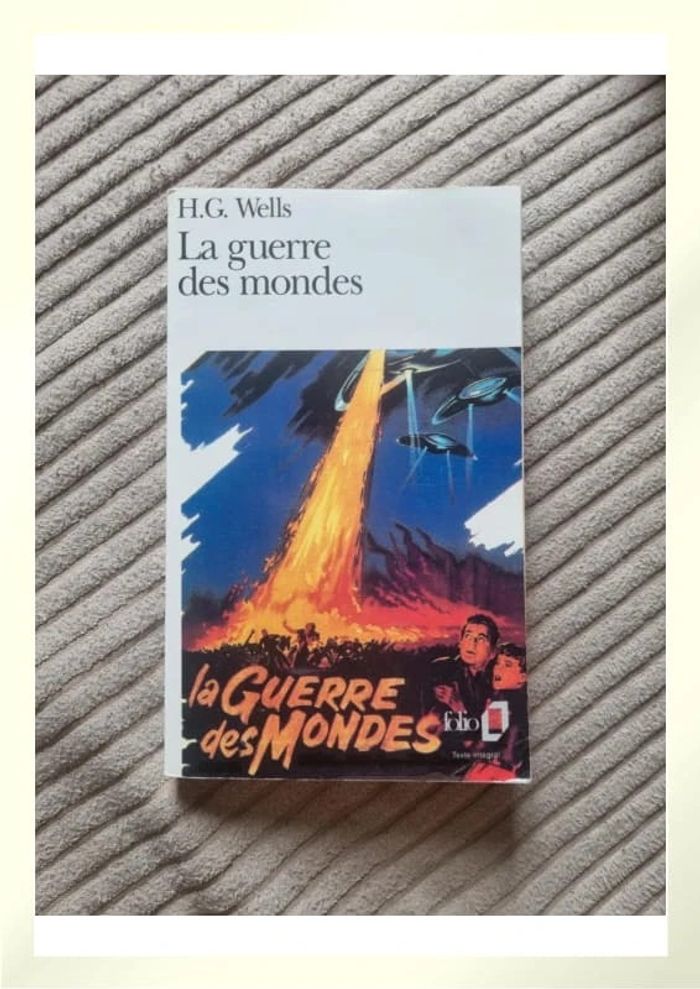 H.G. Wells
La guerre
des mondes
la GUERRE
des MONDES
folio
Texte intégral